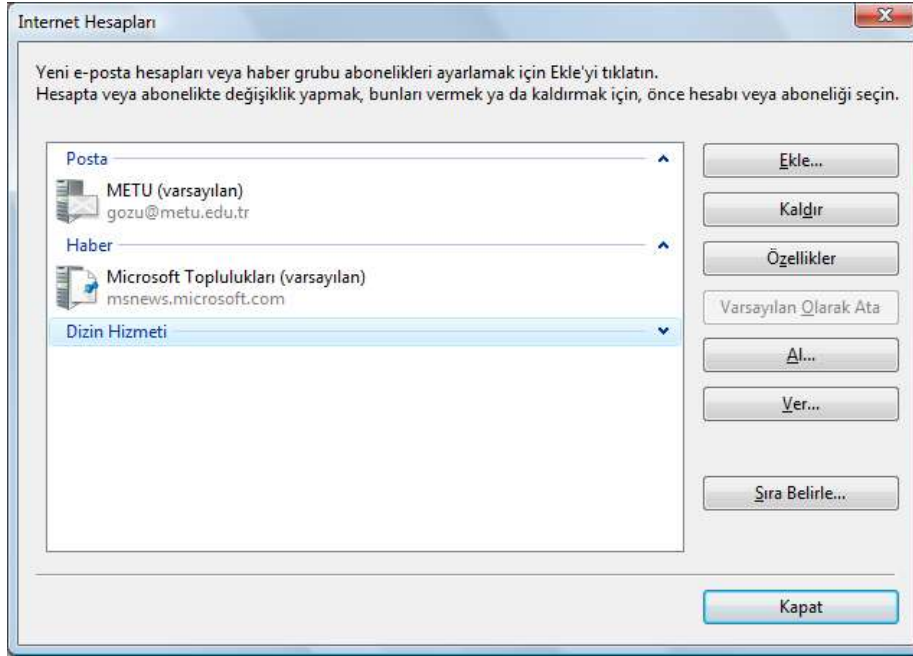 Internet Hesapları
Yeni e-posta hesapları veya haber grubu abonelikleri ayarlamak için Ekle'yi tıklatın.
Hesapta veya abonelikte değişiklik yapmak, bunları vermek ya da kaldırmak için, önce hesabı veya aboneliği seçin.
Posta
METU (varsayılan)
gozu@metu.edu.tr
Haber
Microsoft Toplulukları (varsayılan)
msnews.microsoft.com
Dizin Hizmeti
Ekle...
Kaldır
Özellikler
Varsayılan Olarak Ata
Al...
Ver...
Sıra Belirle...
Kapat